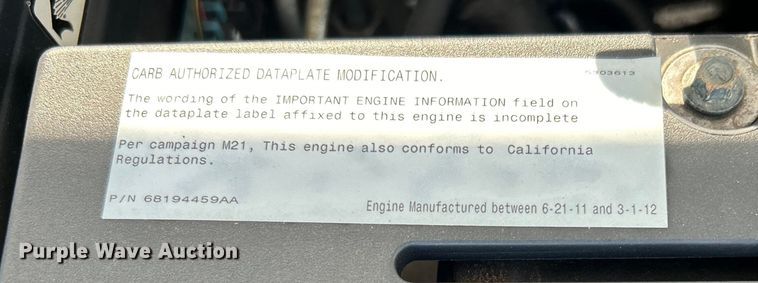 CARB AUTHORIZED DATAPLATE MODIFICATION. 5303613
The wording of the IMPORTANT ENGINE INFORMATION field on
the dataplate label affixed to this engine is incomplete
Per campaign M21, This engine also conforms to California
Regulations.
P/N 68194459AA
Engine Manufactured between 6-21-11 and 3-1-12
Purple Wave Auction